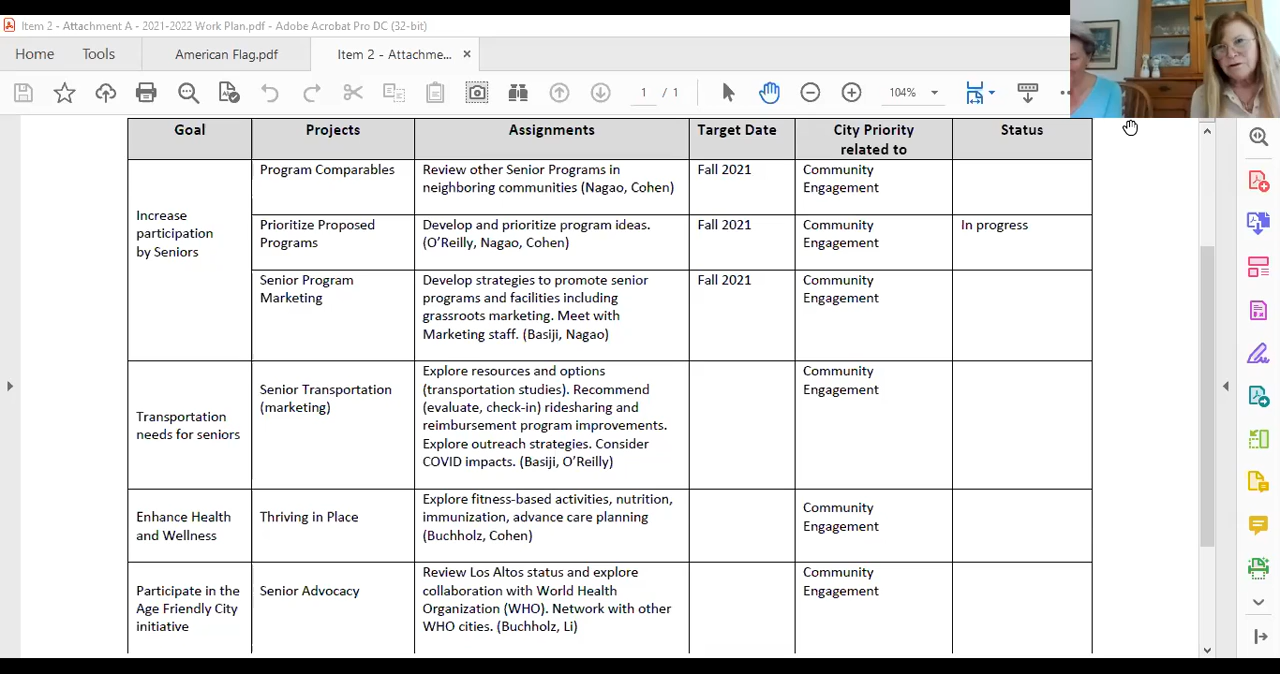 Item 2 - Attachment A - 2021-2022 Work Plan.pdf - Adobe Acrobat Pro DC (32-bit)
Home Tools American Flag.pdf Item 2 - Attachme... ×
1 / 1 104%
Goal Projects Assignments Target Date City Priority related to Status
Increase
participation
by Seniors
Program Comparables
Review other Senior Programs in
neighboring communities (Nagao, Cohen)
Fall 2021
Community
Engagement
Prioritize Proposed
Programs
Develop and prioritize program ideas.
(O'Reilly, Nagao, Cohen)
Fall 2021
Community
Engagement
In progress
Senior Program
Marketing
Develop strategies to promote senior
programs and facilities including
grassroots marketing. Meet with
Marketing staff. (Basiji, Nagao)
Fall 2021
Community
Engagement
Transportation
needs for seniors
Senior Transportation
(marketing)
Explore resources and options
(transportation studies). Recommend
(evaluate, check-in) ridesharing and
reimbursement program improvements.
Explore outreach strategies. Consider
COVID impacts. (Basiji, O'Reilly)
Community
Engagement
Enhance Health
and Wellness
Thriving in Place
Explore fitness-based activities, nutrition,
immunization, advance care planning
(Buchholz, Cohen)
Community
Engagement
Participate in the
Age Friendly City
initiative
Senior Advocacy
Review Los Altos status and explore
collaboration with World Health
Organization (WHO). Network with other
WHO cities. (Buchholz, Li)
Community
Engagement